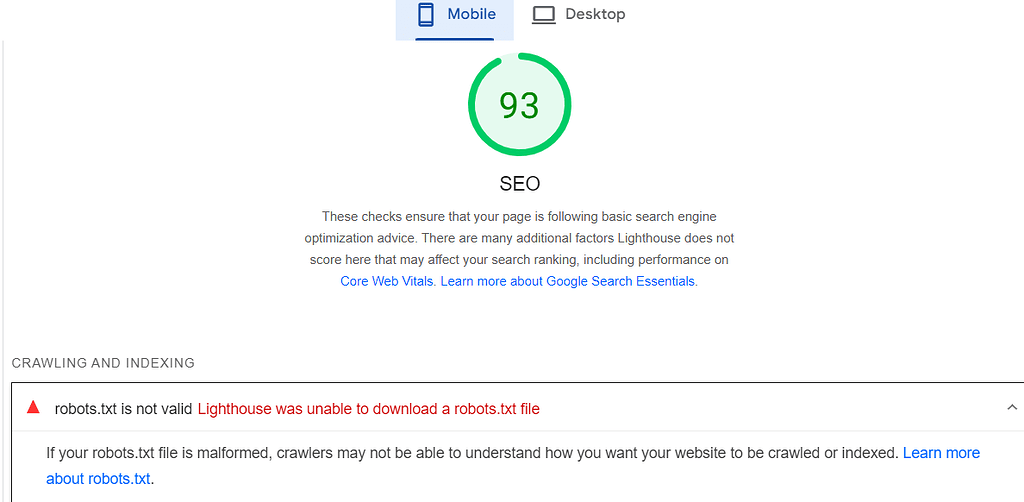 Mobile Desktop
93
SEO
These checks ensure that your page is following basic search engine
optimization advice. There are many additional factors Lighthouse does not
score here that may affect your search ranking, including performance on
Core Web Vitals. Learn more about Google Search Essentials.
CRAWLING AND INDEXING
robots.txt is not valid Lighthouse was unable to download a robots.txt file
If your robots.txt file is malformed, crawlers may not be able to understand how you want your website to be crawled or indexed. Learn more
about robots.txt.